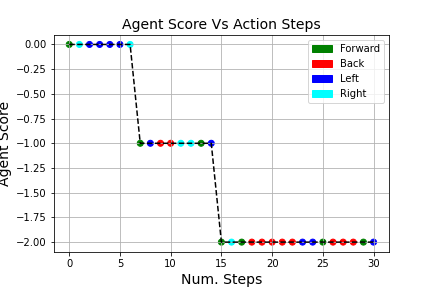 Agent Score Vs Action Steps
0.00
−0.25
−0.50
−0.75
−1.00
−1.25
−1.50
−1.75
−2.00
Agent Score
Forward
Back
Left
Right
0 5 10 15 20 25 30
Num. Steps